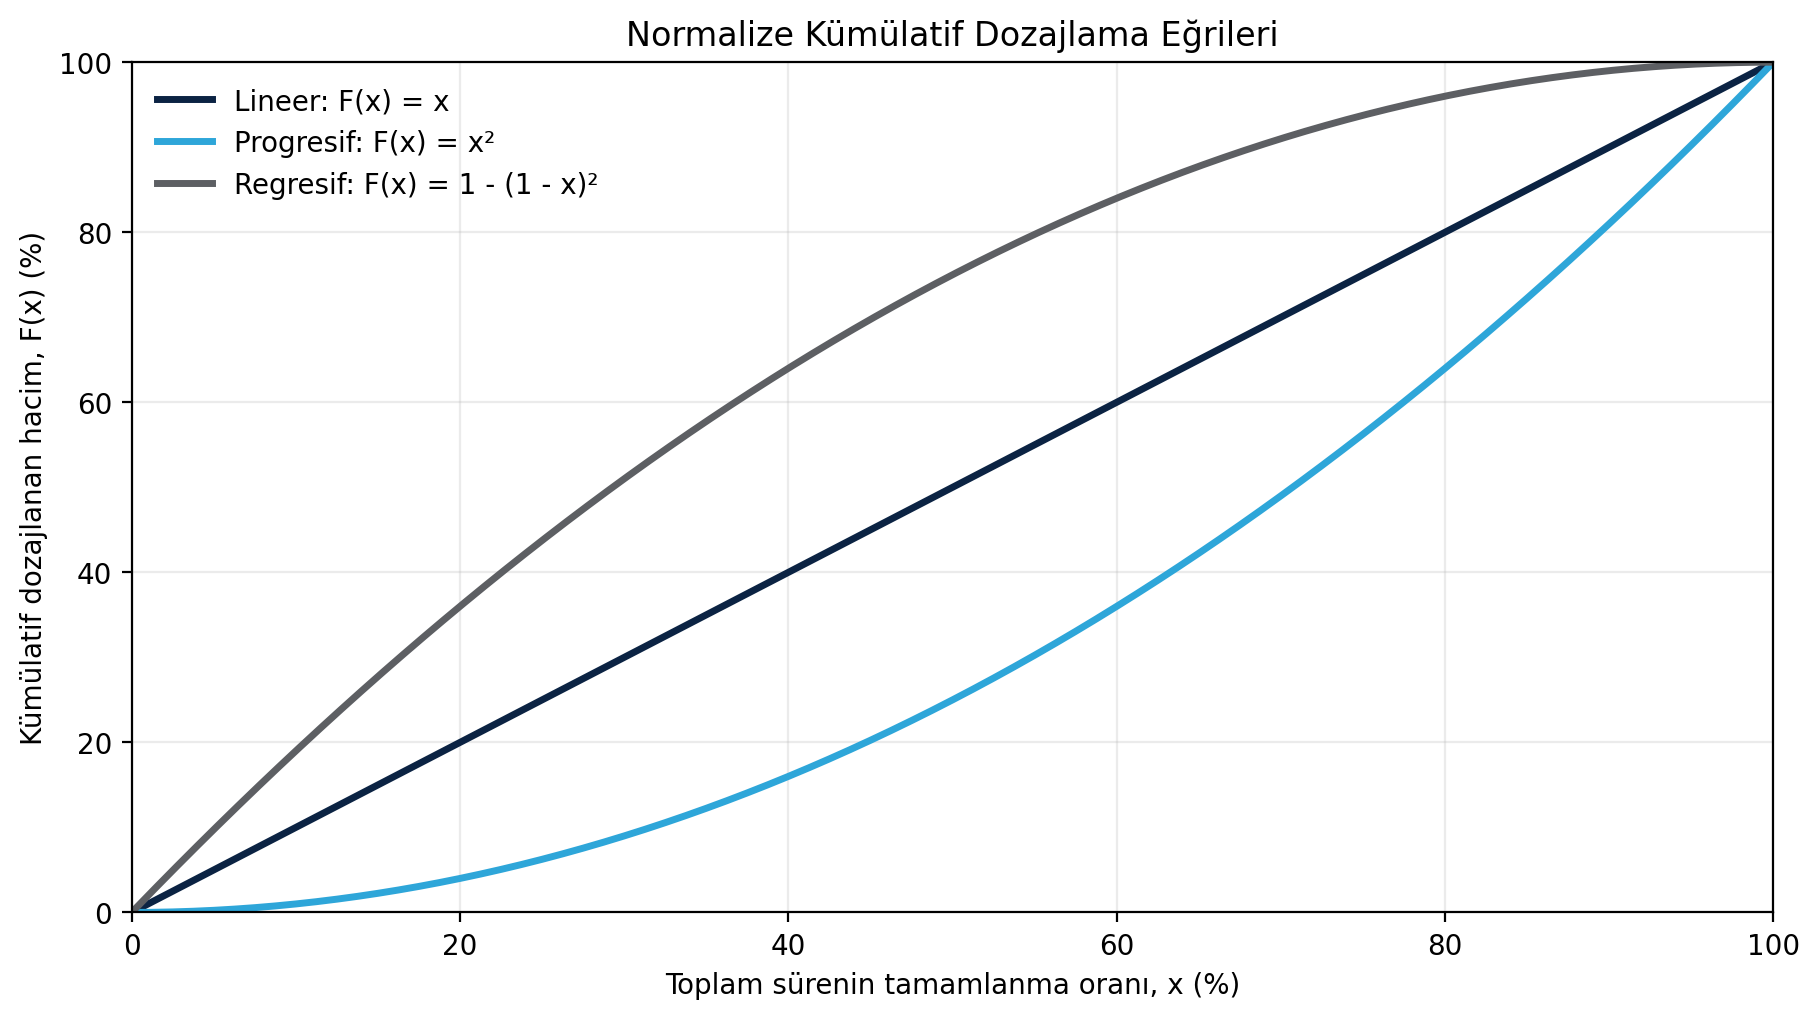 Normalize Kümülatif Dozajlama Eğrileri
Lineer: F(x) = x
Progresif: F(x) = x²
Regresif: F(x) = 1 - (1 - x)²
Kümülatif dozajlanan hacim, F(x) (%)
100
80
60
40
20
0
0 20 40 60 80 100
Toplam sürenin tamamlanma oranı, x (%)